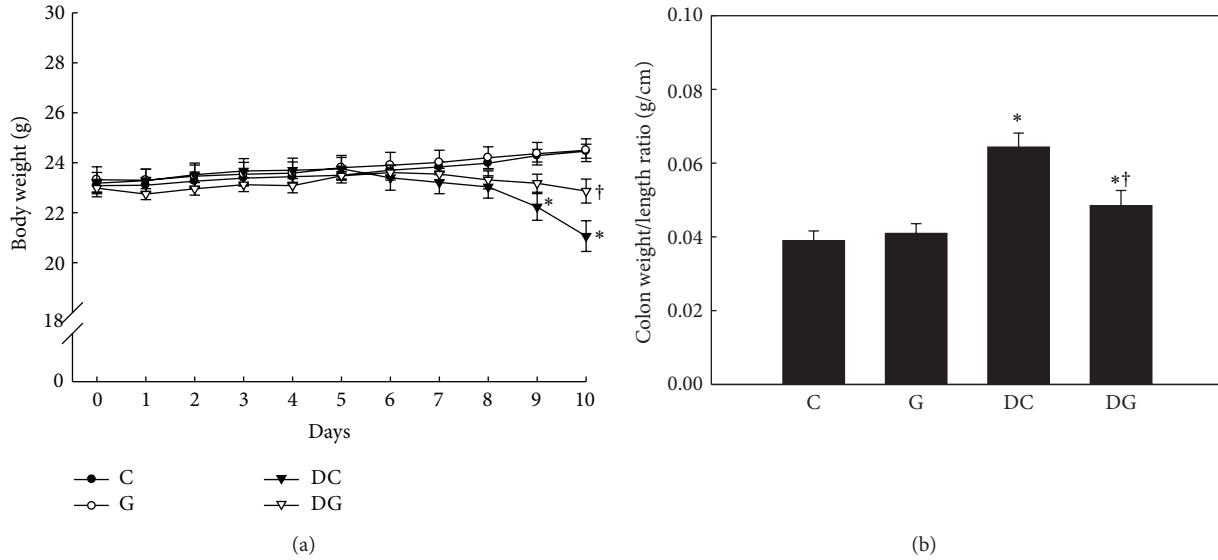 30
28
26
24
22
20
18
0
Body weight (g)
0 1 2 3 4 5 6 7 8 9 10
Days
*
*
†
C
G
DC
DG
(a)
0.10
0.08
0.06
0.04
0.02
0.00
Colon weight/length ratio (g/cm)
*
*†
C G DC DG
(b)